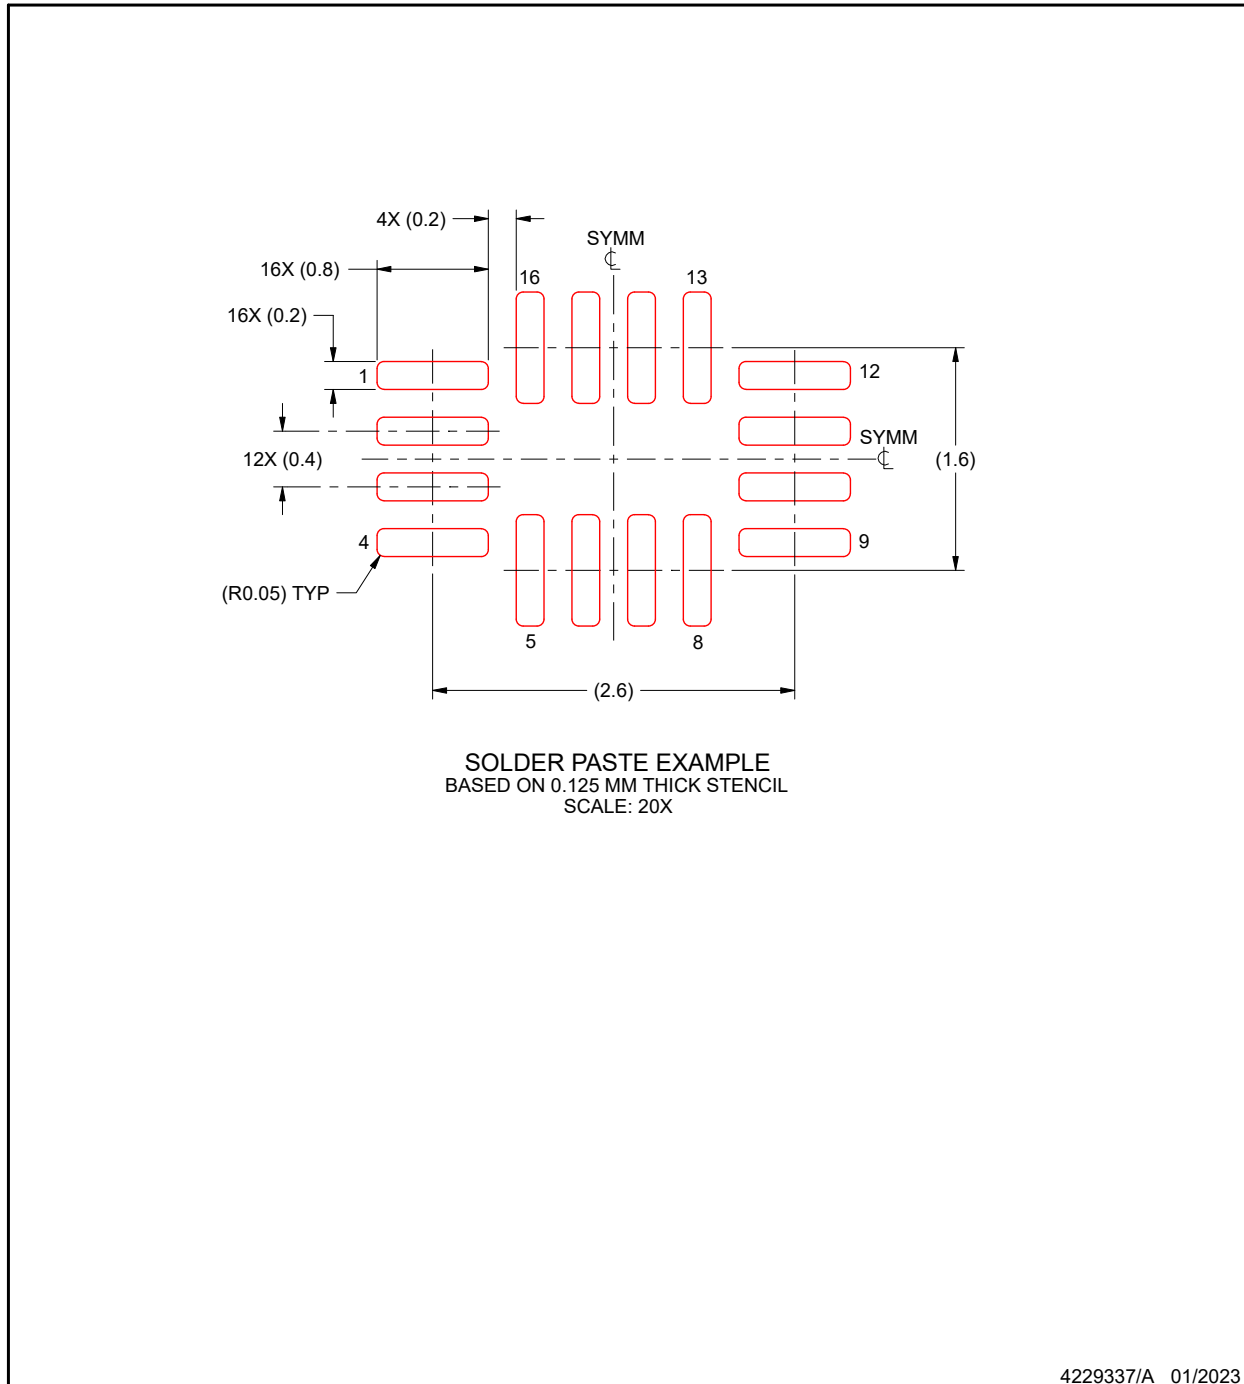 4X (0.2)
SYMM
16X (0.8)
16
13
16X (0.2)
1
12
SYMM
12X (0.4)
(1.6)
4
9
(R0.05) TYP
5
8
(2.6)
SOLDER PASTE EXAMPLE
BASED ON 0.125 MM THICK STENCIL
SCALE: 20X
4229337/A 01/2023